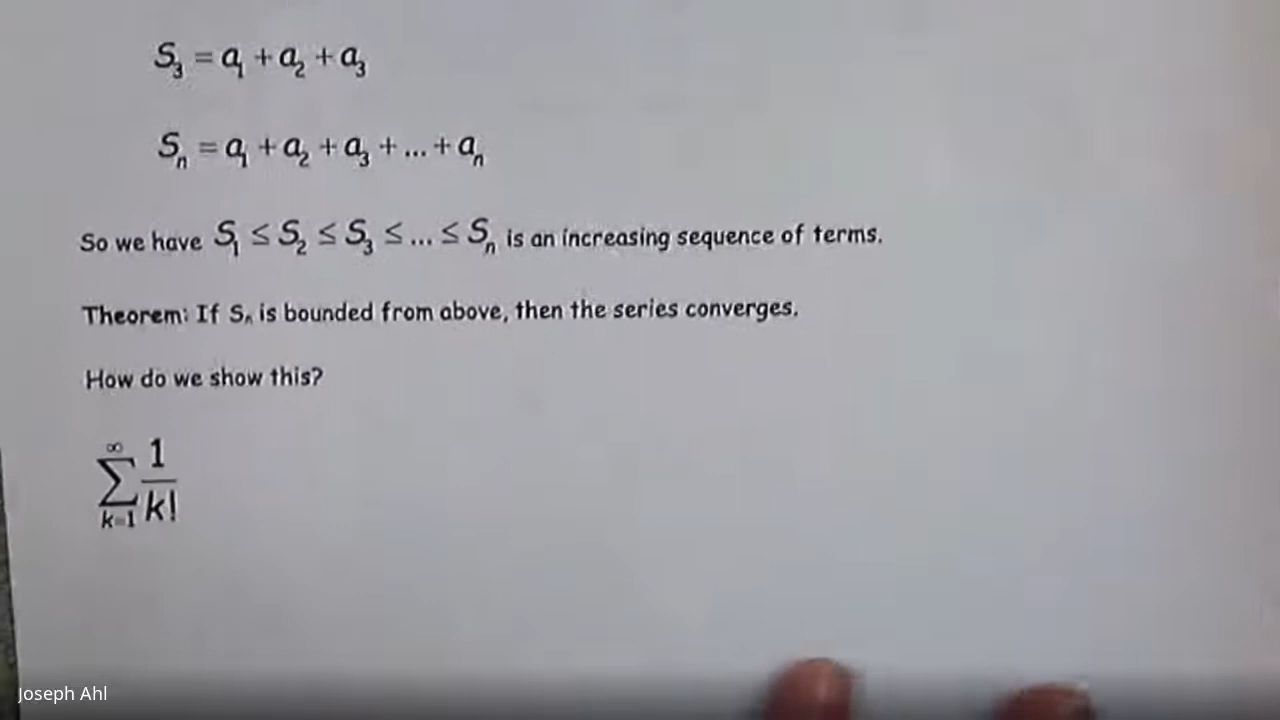 S₃ = a₁ + a₂ + a₃
Sₙ = a₁ + a₂ + a₃ + ... + aₙ
So we have S₁ ≤ S₂ ≤ S₃ ≤ ... ≤ Sₙ is an increasing sequence of terms.
Theorem: If Sₙ is bounded from above, then the series converges.
How do we show this?
∞
∑ 1/k!
k=1
Joseph Ahl